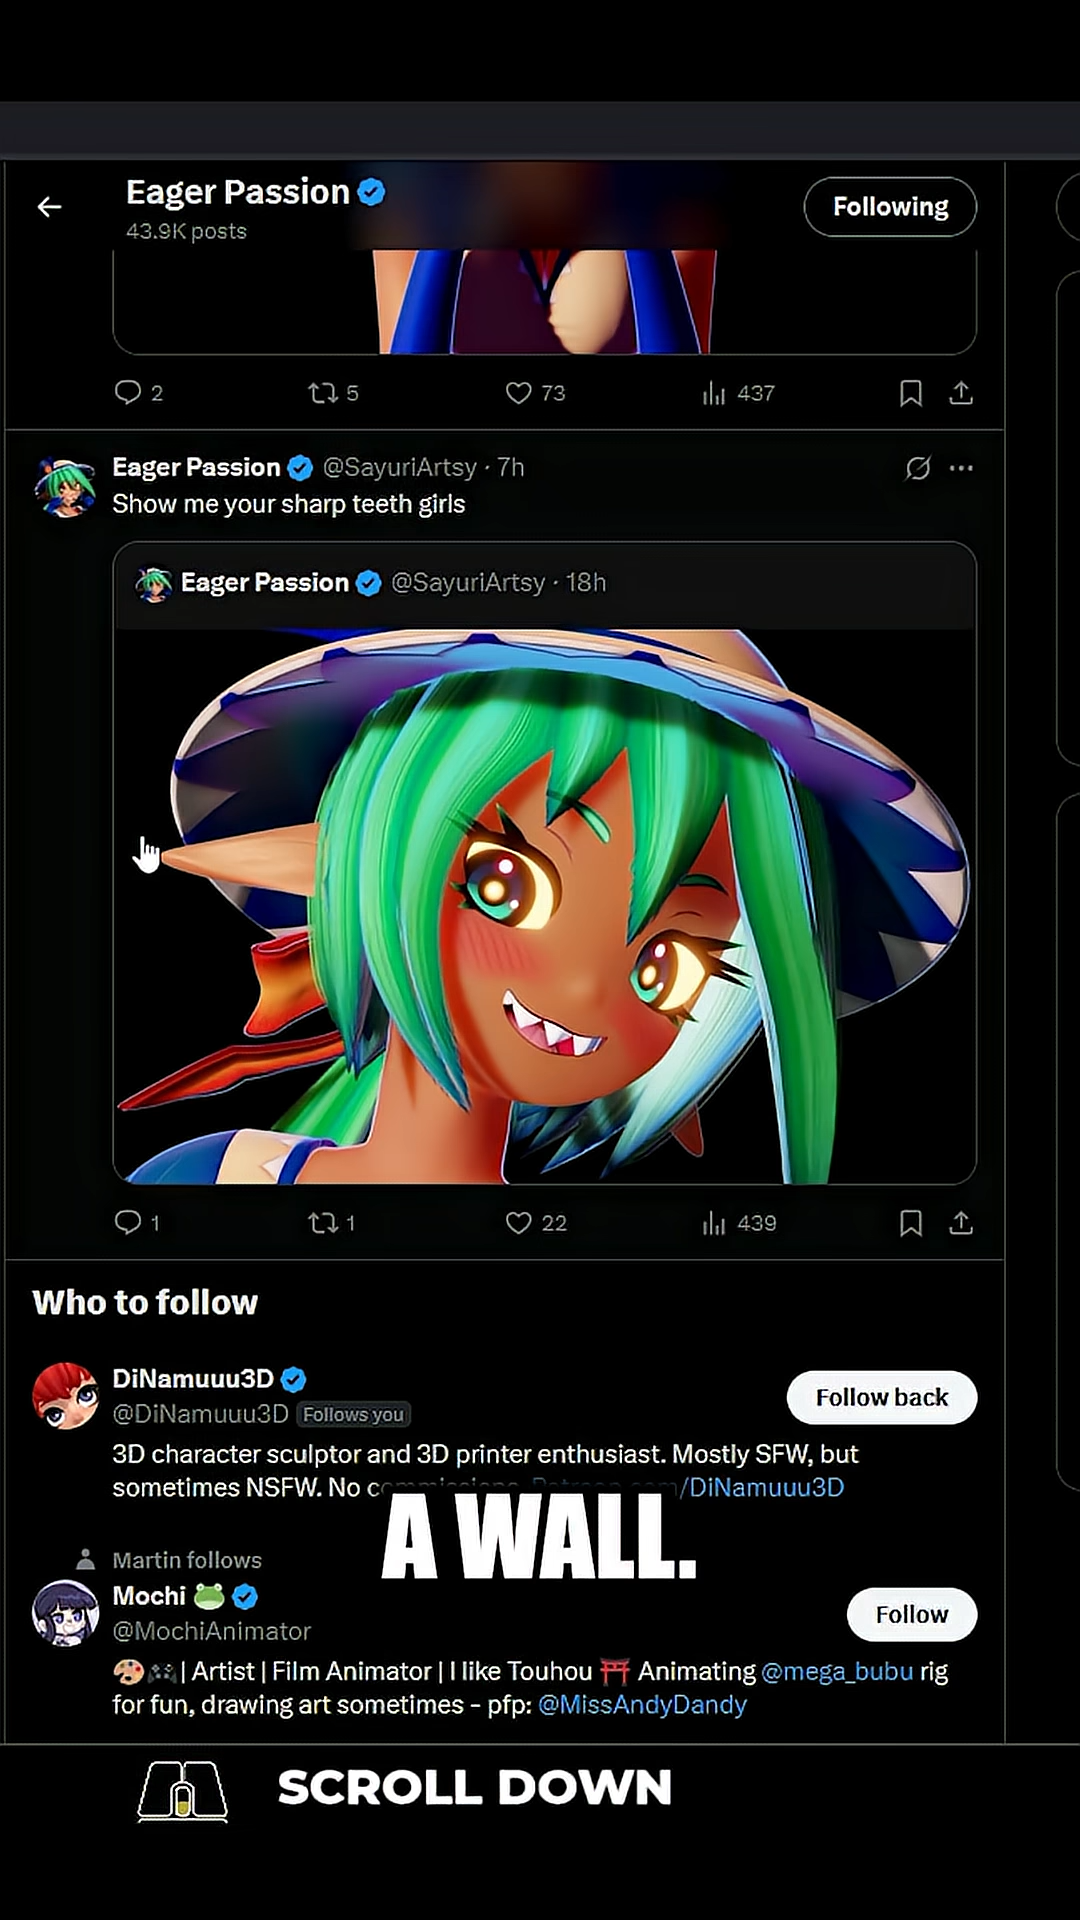 Eager Passion
43.9K posts
Following
2
5
73
437
Eager Passion @SayuriArtsy · 7h
Show me your sharp teeth girls
Eager Passion @SayuriArtsy · 18h
1
1
22
439
Who to follow
DiNamuuu3D
@DiNamuuu3D Follows you
Follow back
3D character sculptor and 3D printer enthusiast. Mostly SFW, but
sometimes NSFW. No commissions. Patreon.com/DiNamuuu3D
A WALL.
Martin follows
Mochi 🐸
@MochiAnimator
Follow
🎨🎮| Artist | Film Animator | I like Touhou ⛩️ Animating @mega_bubu rig
for fun, drawing art sometimes - pfp: @MissAndyDandy
SCROLL DOWN